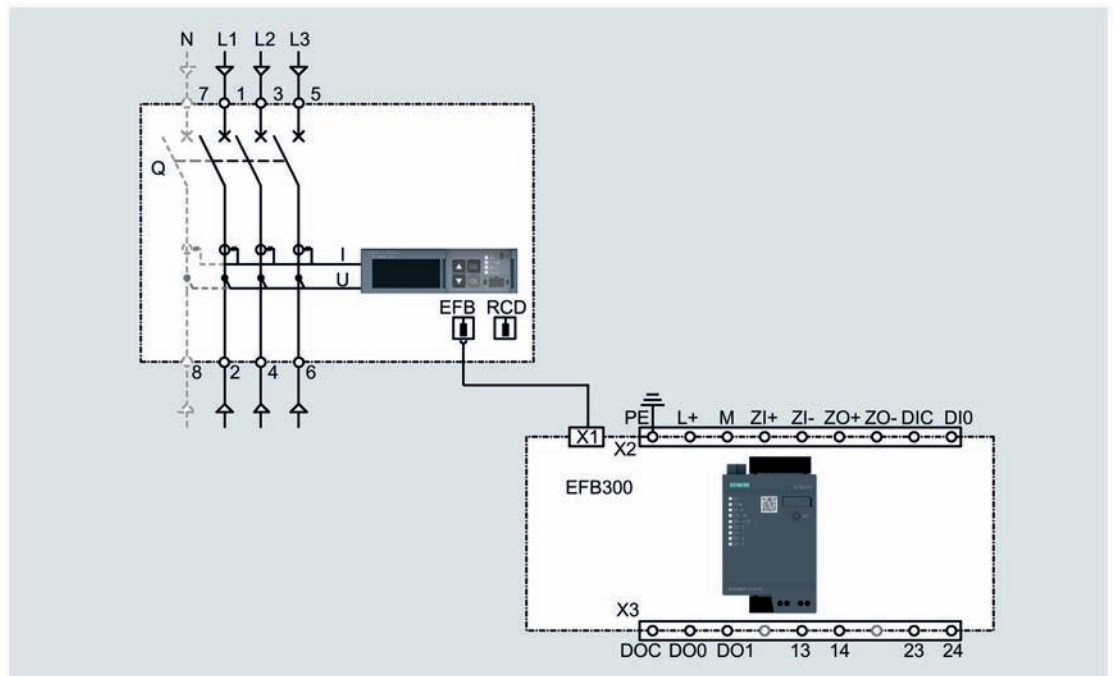 N L1 L2 L3
7 1 3 5
Q
I
U
EFB RCD
8 2 4 6
PE L+ M ZI+ ZI- ZO+ ZO- DIC DI0
X1
X2
EFB300
SIEMENS
X3
DOC DO0 DO1 13 14 23 24